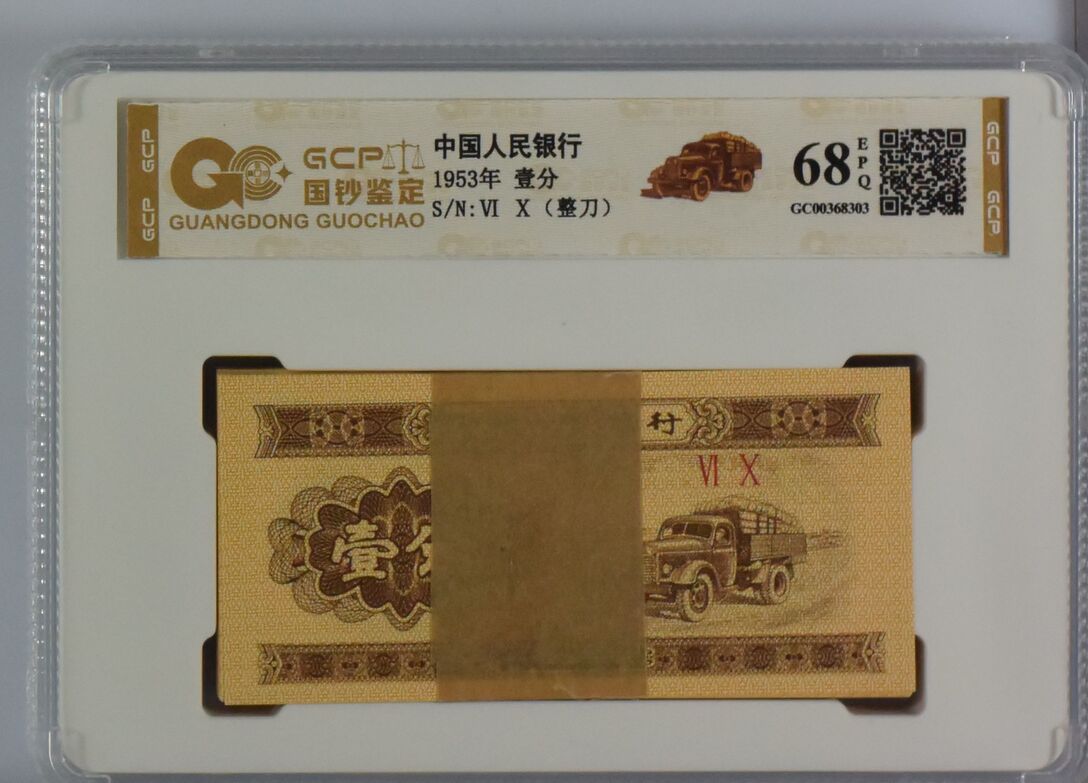 GCP
GCP
GCP
国钞鉴定
GUANGDONG GUOCHAO
中国人民银行
1953年 壹分
S/N:Ⅵ Ⅹ（整刀）
68
EPQ
GC00368303
GCP
GCP
行
Ⅵ Ⅹ
壹